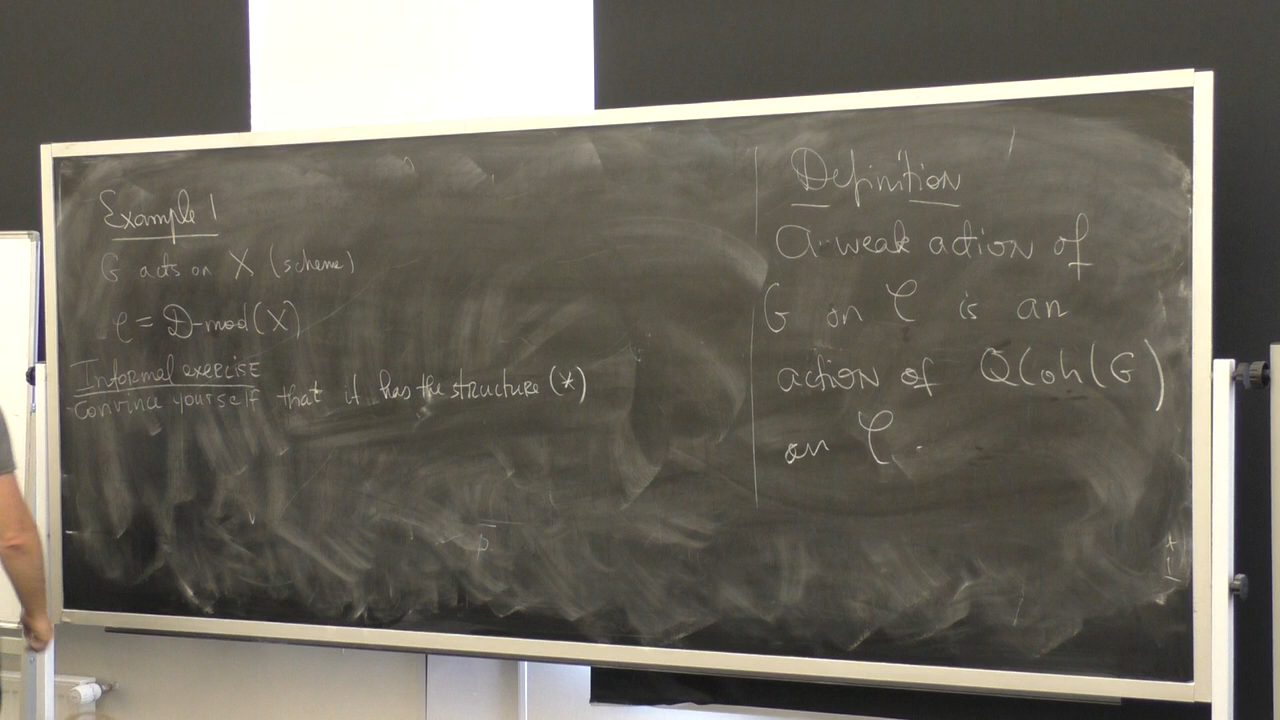 Example 1
G acts on X (scheme)
𝒞 = D-mod(X)
Informal exercise
Convince yourself that it has the structure (*)
Definition
A weak action of
G on 𝒞 is an
action of QCoh(G)
on 𝒞.